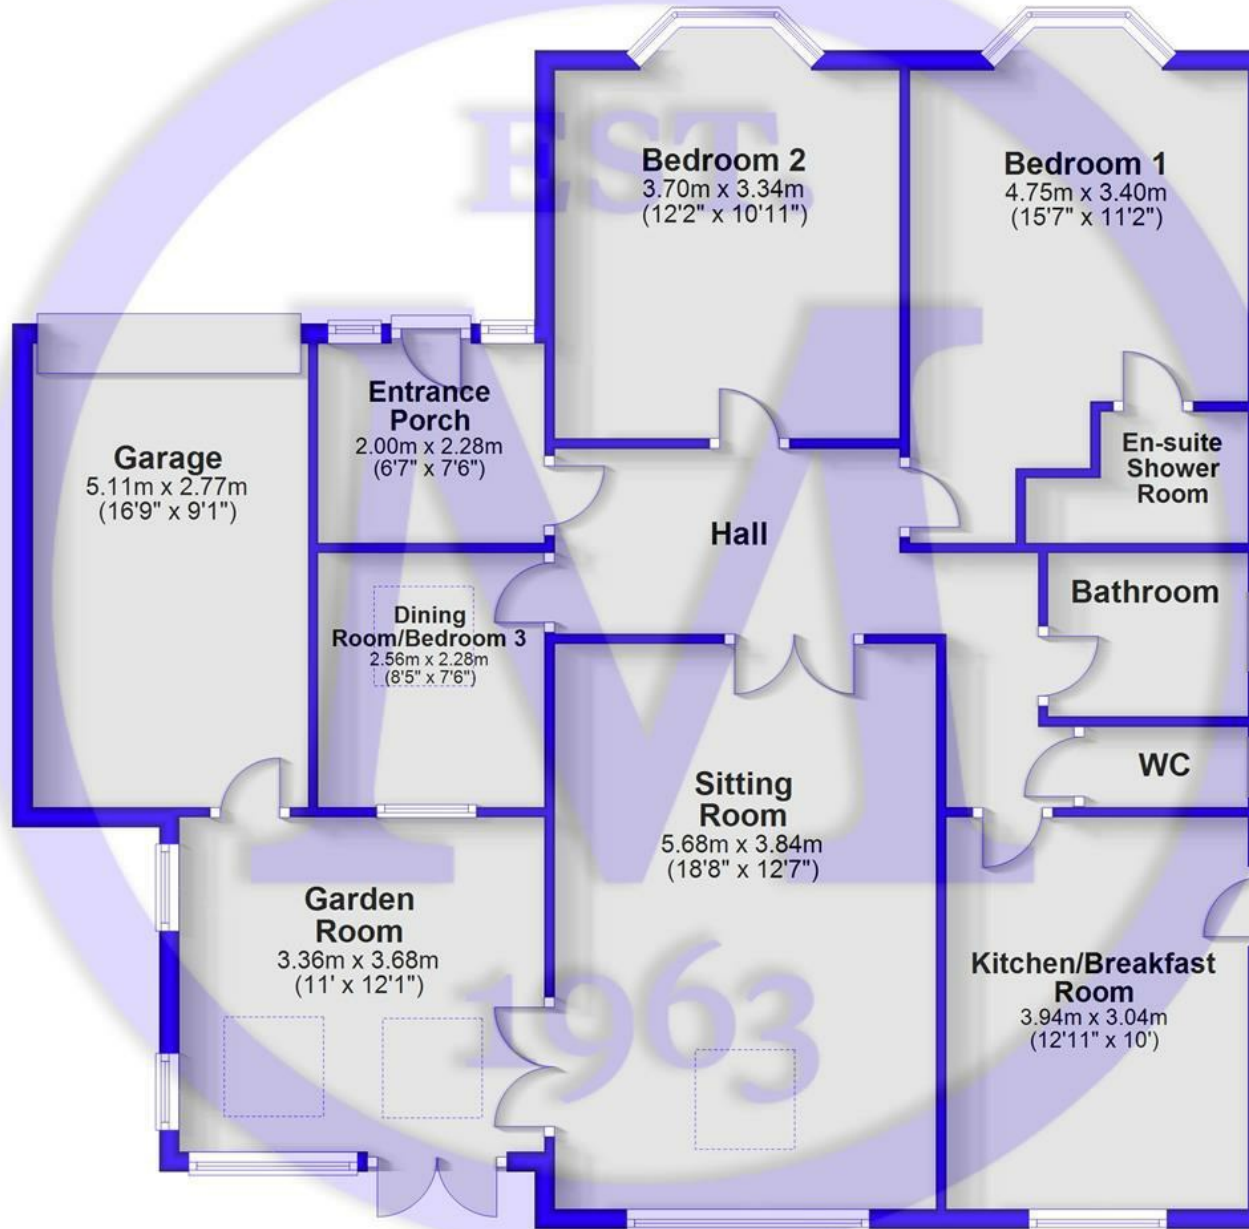 EST.
Bedroom 2
3.70m x 3.34m
(12'2" x 10'11")
Bedroom 1
4.75m x 3.40m
(15'7" x 11'2")
Entrance
Porch
2.00m x 2.28m
(6'7" x 7'6")
Garage
5.11m x 2.77m
(16'9" x 9'1")
En-suite
Shower
Room
Hall
Dining
Room/Bedroom 3
2.56m x 2.28m
(8'5" x 7'6")
Bathroom
M
WC
Sitting
Room
5.68m x 3.84m
(18'8" x 12'7")
Garden
Room
3.36m x 3.68m
(11' x 12'1")
Kitchen/Breakfast
Room
3.94m x 3.04m
(12'11" x 10')
1963